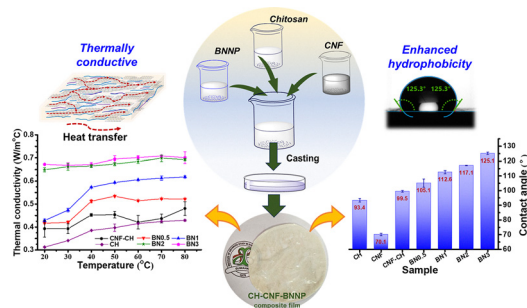 Thermally
conductive
Heat transfer
BNNP
Chitosan
CNF
Casting
CH-CNF-BNNP
composite film
Enhanced
hydrophobicity
125.3°
125.3°
Thermal conductivity (W/m°C)
0.8
0.7
0.6
0.5
0.4
0.3
20
30
40
50
60
70
80
Temperature (°C)
CNF-CH
BN0.5
BN1
CH
BN2
BN3
93.4
70.1
99.5
105.1
112.6
117.1
125.1
CH
CNF
CNF-CH
BN0.5
BN1
BN2
BN3
Sample
130
120
110
100
90
80
70
60
Contact angle (°)